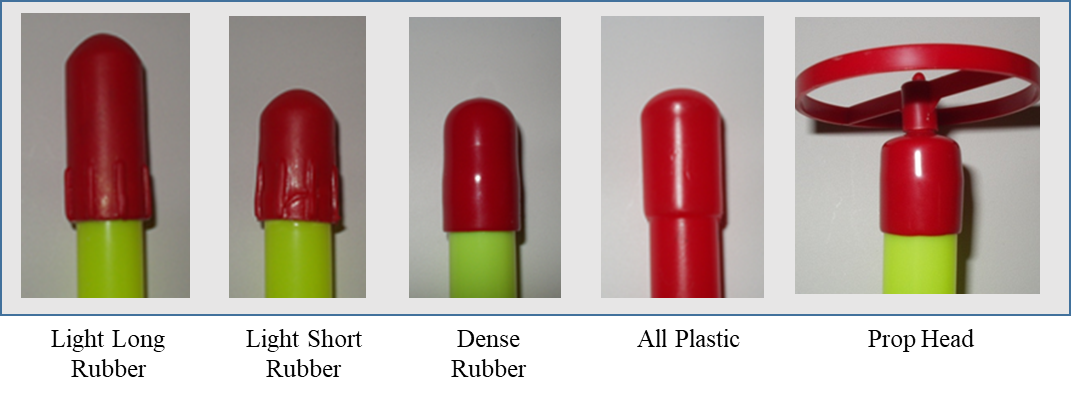 Light Long
Rubber
Light Short
Rubber
Dense
Rubber
All Plastic
Prop Head